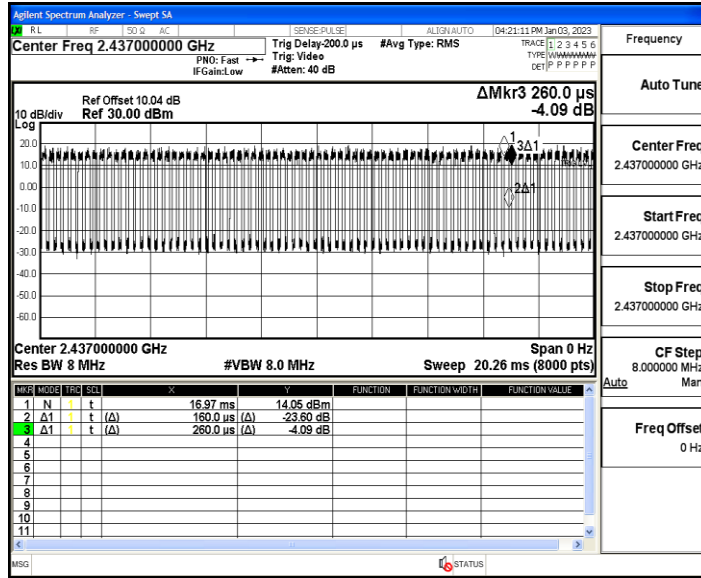 Agilent Spectrum Analyzer - Swept SA
RL RF 50 Ω AC SENSE:PULSE ALIGN AUTO 04:21:11 PM Jan 03, 2023
Center Freq 2.437000000 GHz
PNO: Fast
IFGain:Low
Trig Delay-200.0 µs
Trig: Video
#Atten: 40 dB
#Avg Type: RMS
TRACE 1 2 3 4 5 6
TYPE
DET P P P P P P
Ref Offset 10.04 dB
Ref 30.00 dBm
10 dB/div
Log
ΔMkr3 260.0 µs
-4.09 dB
20.0
10.0
0.00
-10.0
-20.0
-30.0
-40.0
-50.0
-60.0
1
3Δ1
2Δ1
Center 2.437000000 GHz
Span 0 Hz
Res BW 8 MHz
#VBW 8.0 MHz
Sweep 20.26 ms (8000 pts)
MKR MODE TRC SCL X Y FUNCTION FUNCTION WIDTH FUNCTION VALUE
1 N 1 t 16.97 ms 14.05 dBm
2 Δ1 1 t (Δ) 160.0 µs (Δ) -23.60 dB
3 Δ1 1 t (Δ) 260.0 µs (Δ) -4.09 dB
4
5
6
7
8
9
10
11
MSG
STATUS
Frequency
Auto Tune
Center Freq
2.437000000 GHz
Start Freq
2.437000000 GHz
Stop Freq
2.437000000 GHz
CF Step
8.000000 MHz
Auto Man
Freq Offset
0 Hz